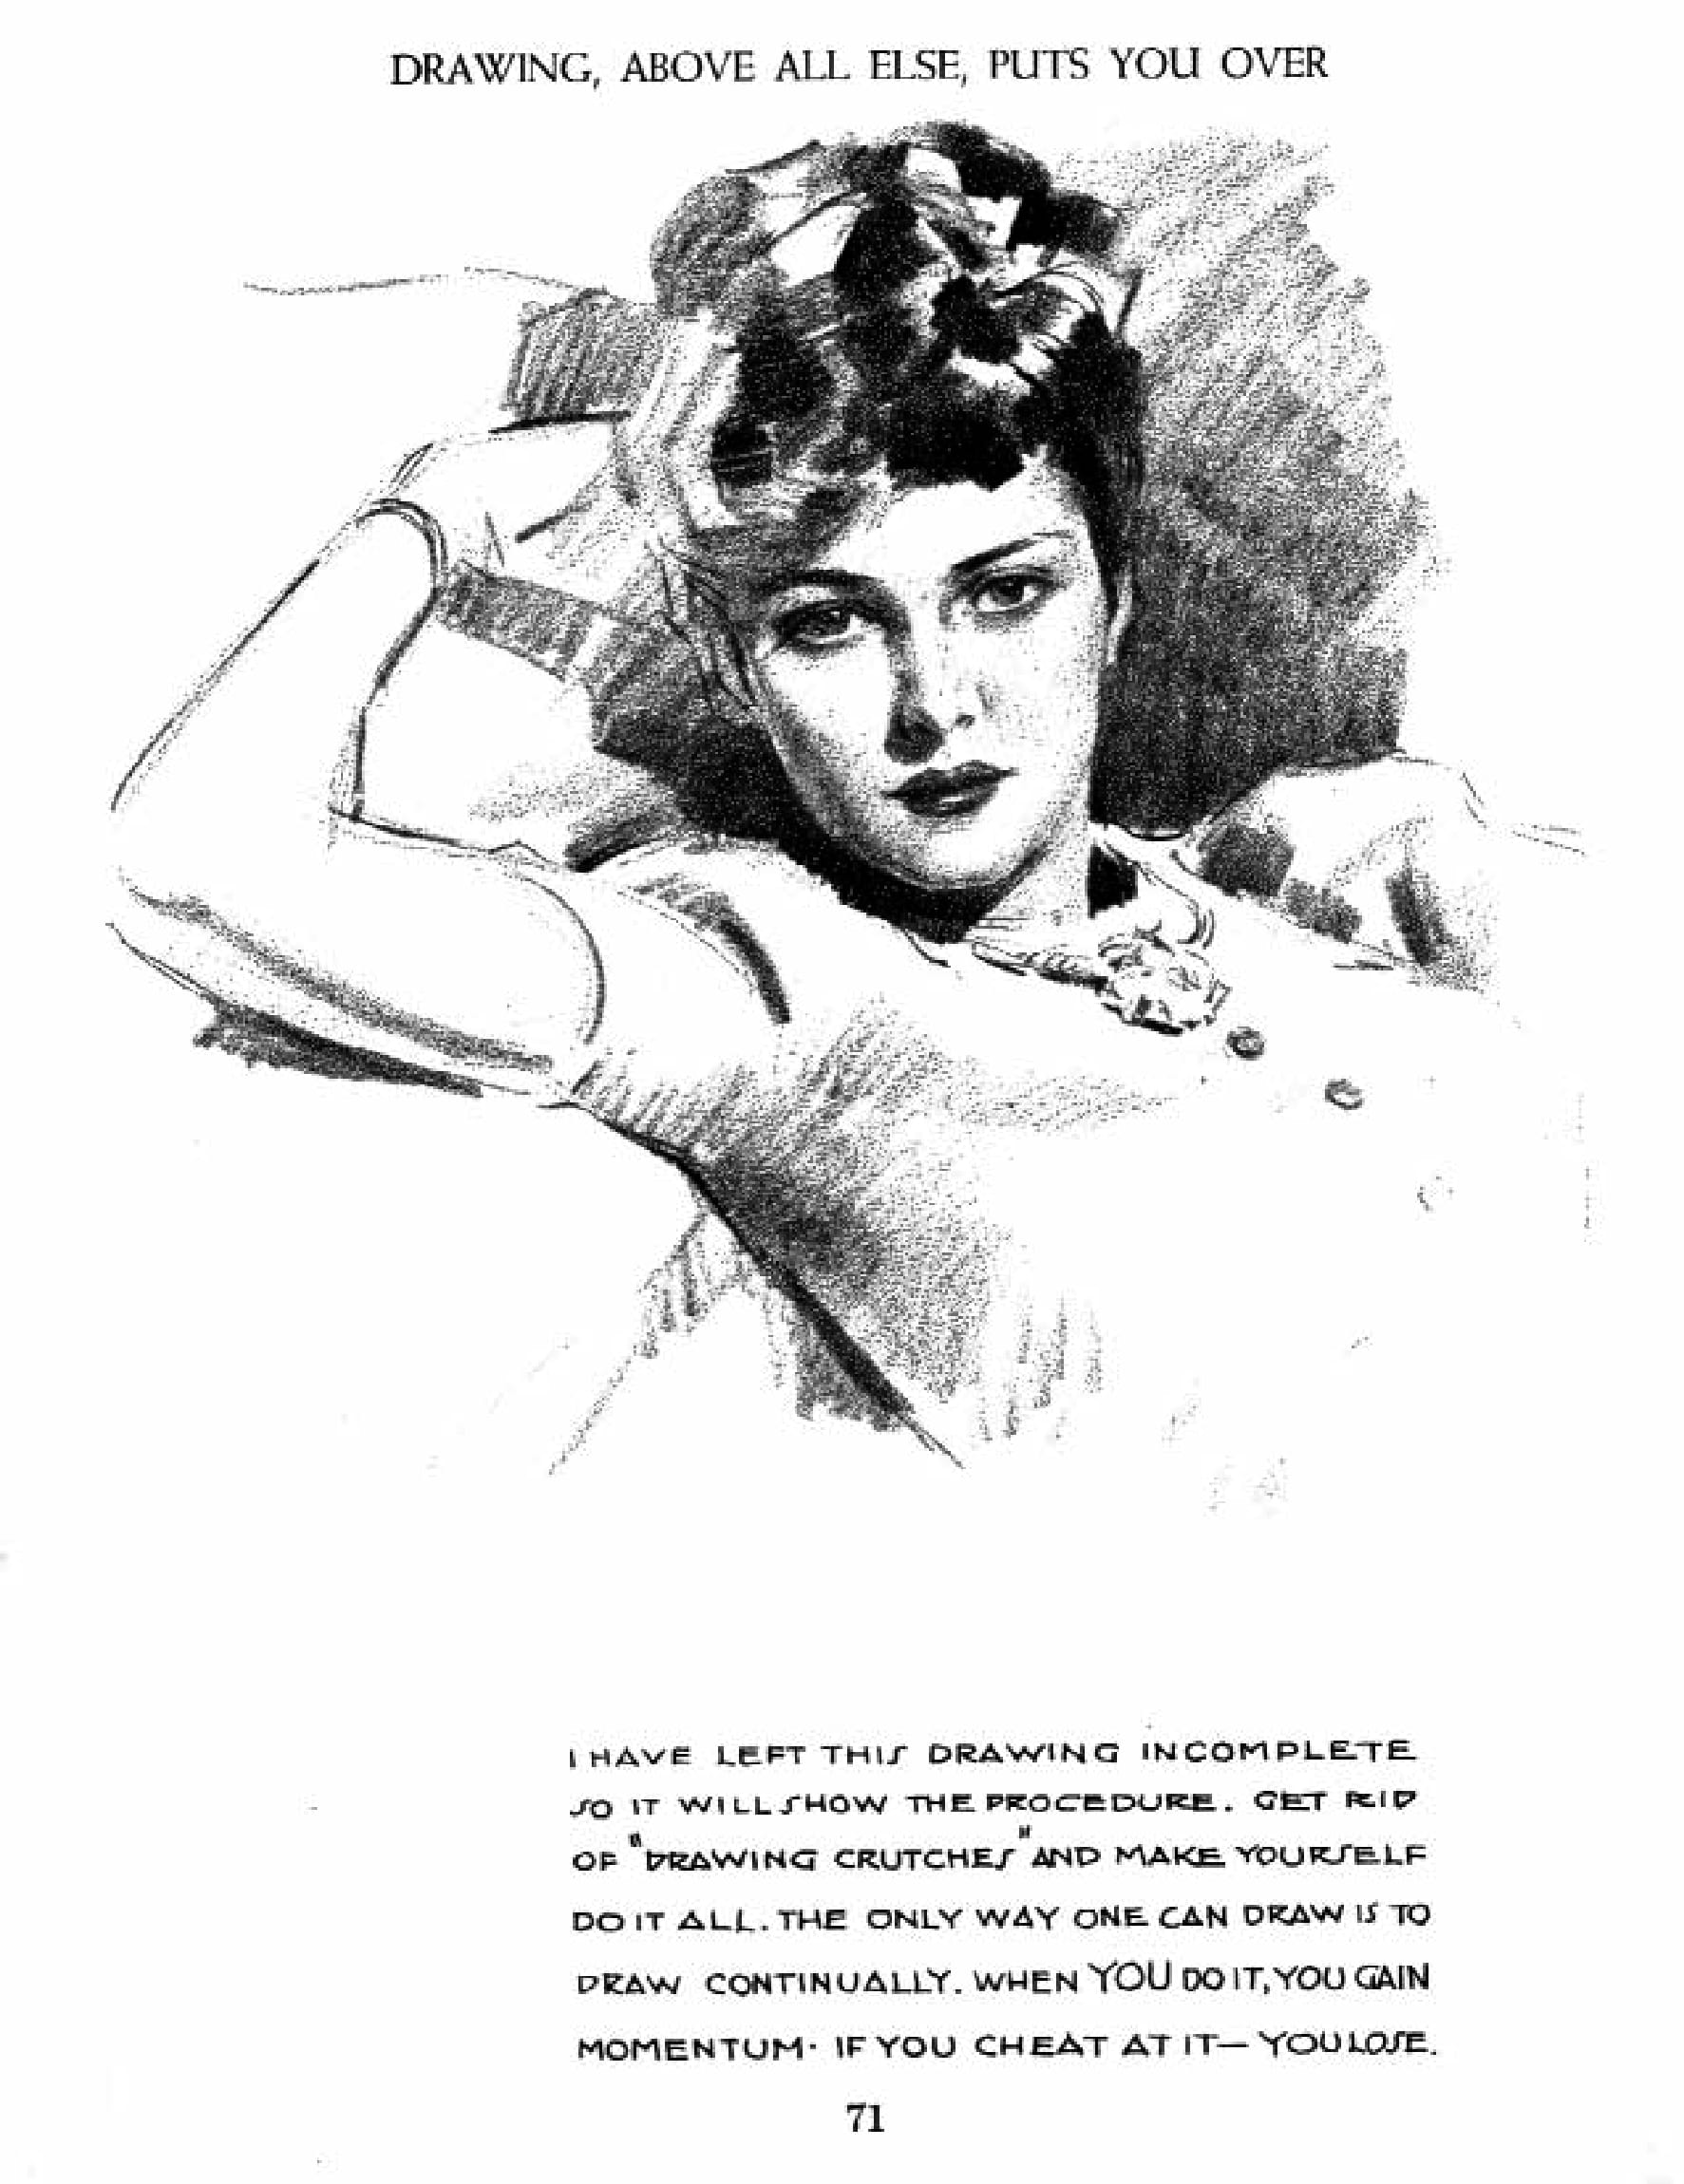 DRAWING, ABOVE ALL ELSE, PUTS YOU OVER
I HAVE LEFT THIS DRAWING INCOMPLETE
SO IT WILL SHOW THE PROCEDURE. GET RID
OF "DRAWING CRUTCHES" AND MAKE YOURSELF
DO IT ALL. THE ONLY WAY ONE CAN DRAW IS TO
DRAW CONTINUALLY. WHEN YOU DO IT, YOU GAIN
MOMENTUM. IF YOU CHEAT AT IT— YOU LOSE.
71